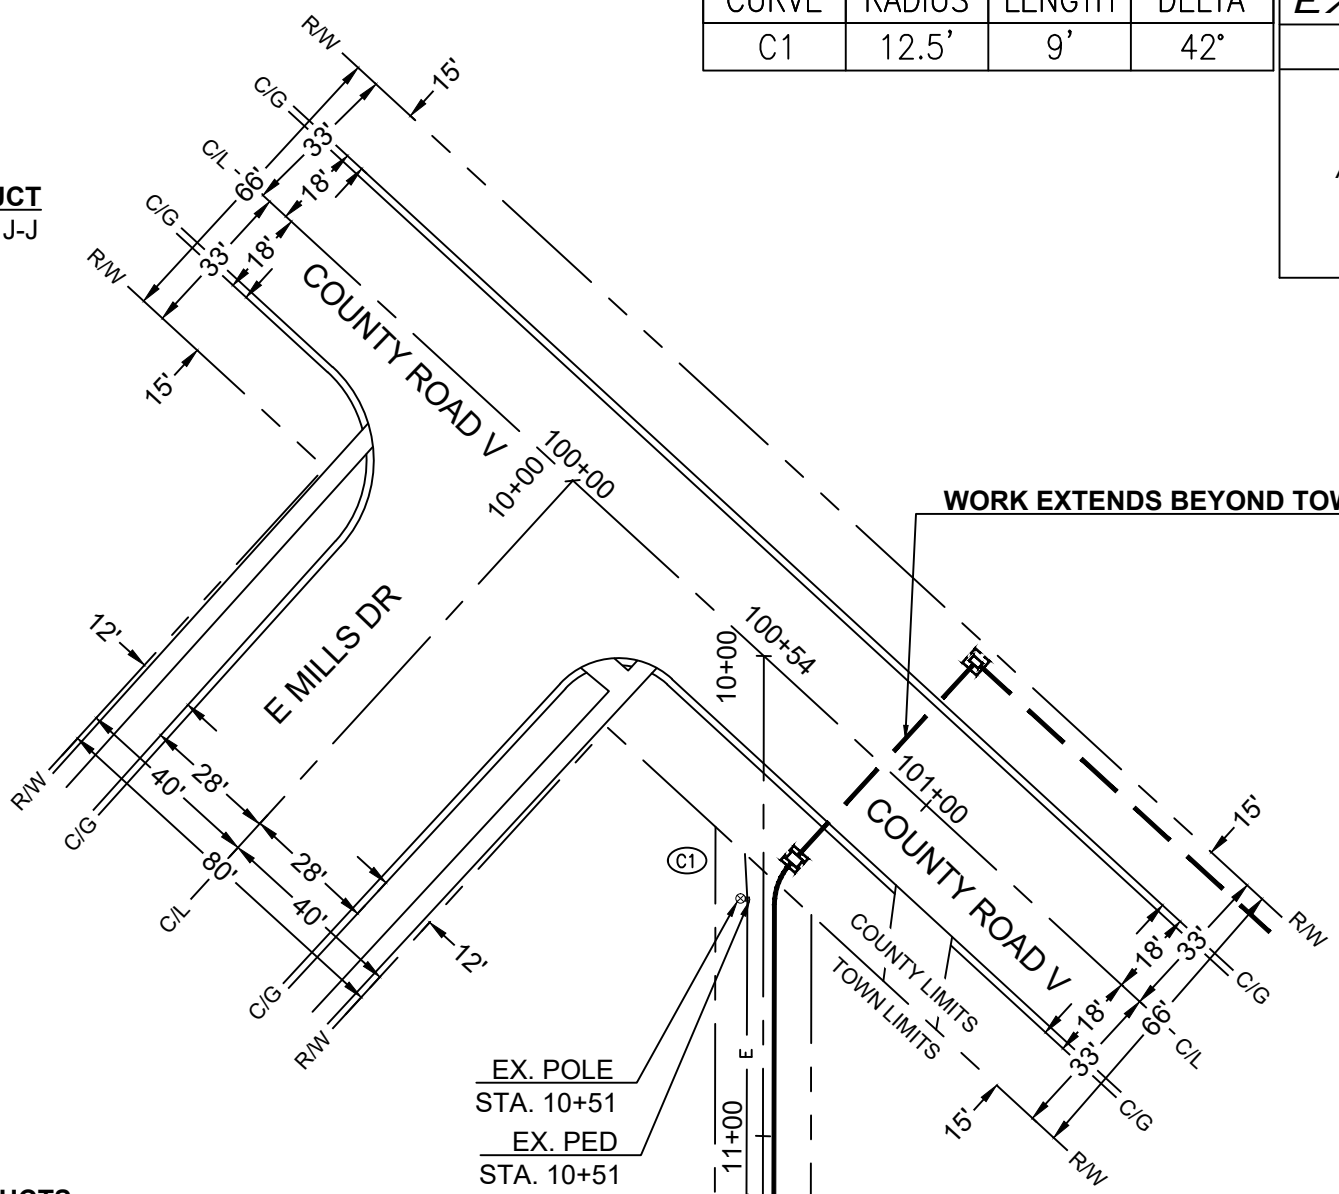 CURVE RADIUS LENGTH DELTA
C1 12.5' 9' 42°
R/W
15'
C/G
33'
C/L
66'
18'
C/G
33'
18'
R/W
15'
J-J
COUNTY ROAD V
10+00
100+00
WORK EXTENDS BEYOND
12'
E MILLS DR
10+00
100+54
101+00
COUNTY ROAD V
R/W
40'
28'
C/G
80'
28'
C/L
40'
12'
C/G
R/W
C1
COUNTY LIMITS
TOWN LIMITS
15'
R/W
33'
18'
C/G
66'
18'
C/L
33'
C/G
15'
R/W
EX. POLE
STA. 10+51
EX. PED
STA. 10+51
E
11+00